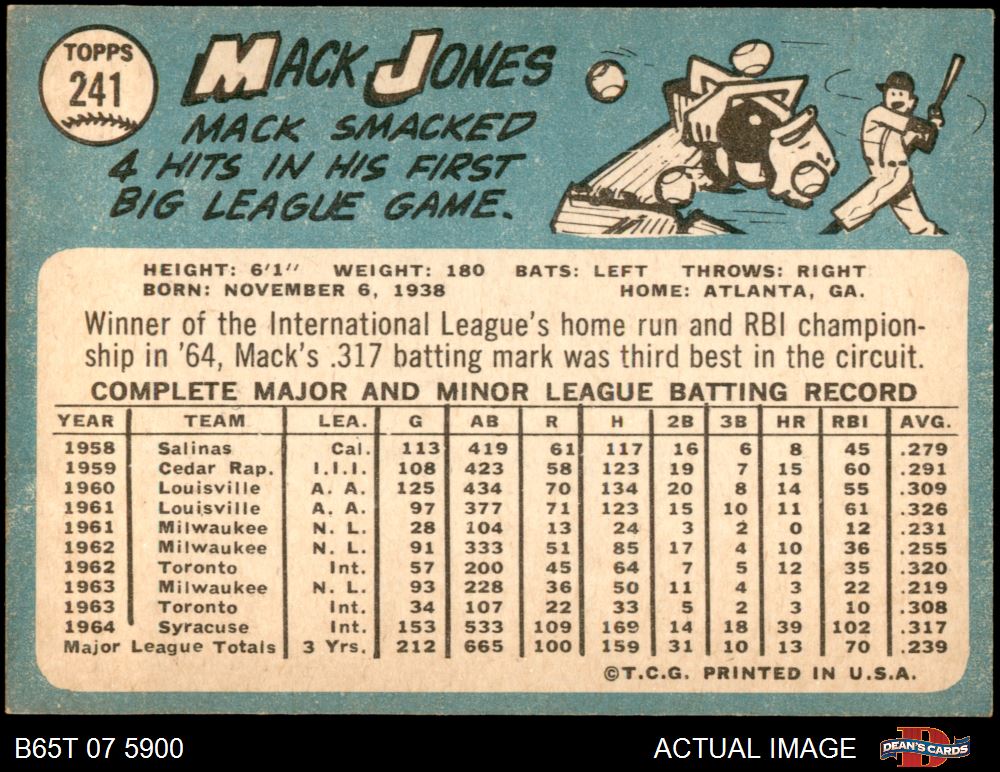 TOPPS
241
MACK JONES
MACK SMACKED
4 HITS IN HIS FIRST
BIG LEAGUE GAME.
HEIGHT: 6'1" WEIGHT: 180 BATS: LEFT THROWS: RIGHT
BORN: NOVEMBER 6, 1938 HOME: ATLANTA, GA.
Winner of the International League's home run and RBI champion-
ship in '64, Mack's .317 batting mark was third best in the circuit.
COMPLETE MAJOR AND MINOR LEAGUE BATTING RECORD
YEAR TEAM LEA. G AB R H 2B 3B HR RBI AVG.
1958 Salinas Cal. 113 419 61 117 16 6 8 45 .279
1959 Cedar Rap. I.I.I. 108 423 58 123 19 7 15 60 .291
1960 Louisville A. A. 125 434 70 134 20 8 14 55 .309
1961 Louisville A. A. 97 377 71 123 15 10 11 61 .326
1961 Milwaukee N. L. 28 104 13 24 3 2 0 12 .231
1962 Milwaukee N. L. 91 333 51 85 17 4 10 36 .255
1962 Toronto Int. 57 200 45 64 7 5 12 35 .320
1963 Milwaukee N. L. 93 228 36 50 11 4 3 22 .219
1963 Toronto Int. 34 107 22 33 5 2 3 10 .308
1964 Syracuse Int. 153 533 109 169 14 18 39 102 .317
Major League Totals 3 Yrs. 212 665 100 159 31 10 13 70 .239
©T.C.G. PRINTED IN U.S.A.
B65T 07 5900 ACTUAL IMAGE
D
DEAN'S CARDS